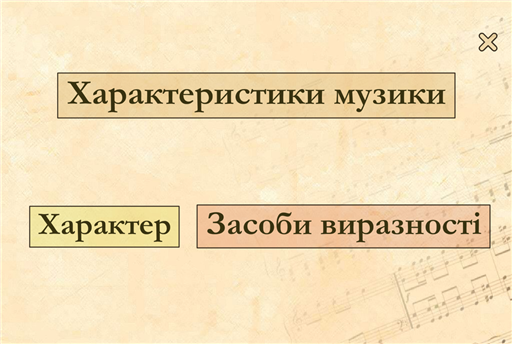 Характеристики музики
Характер
Засоби виразності